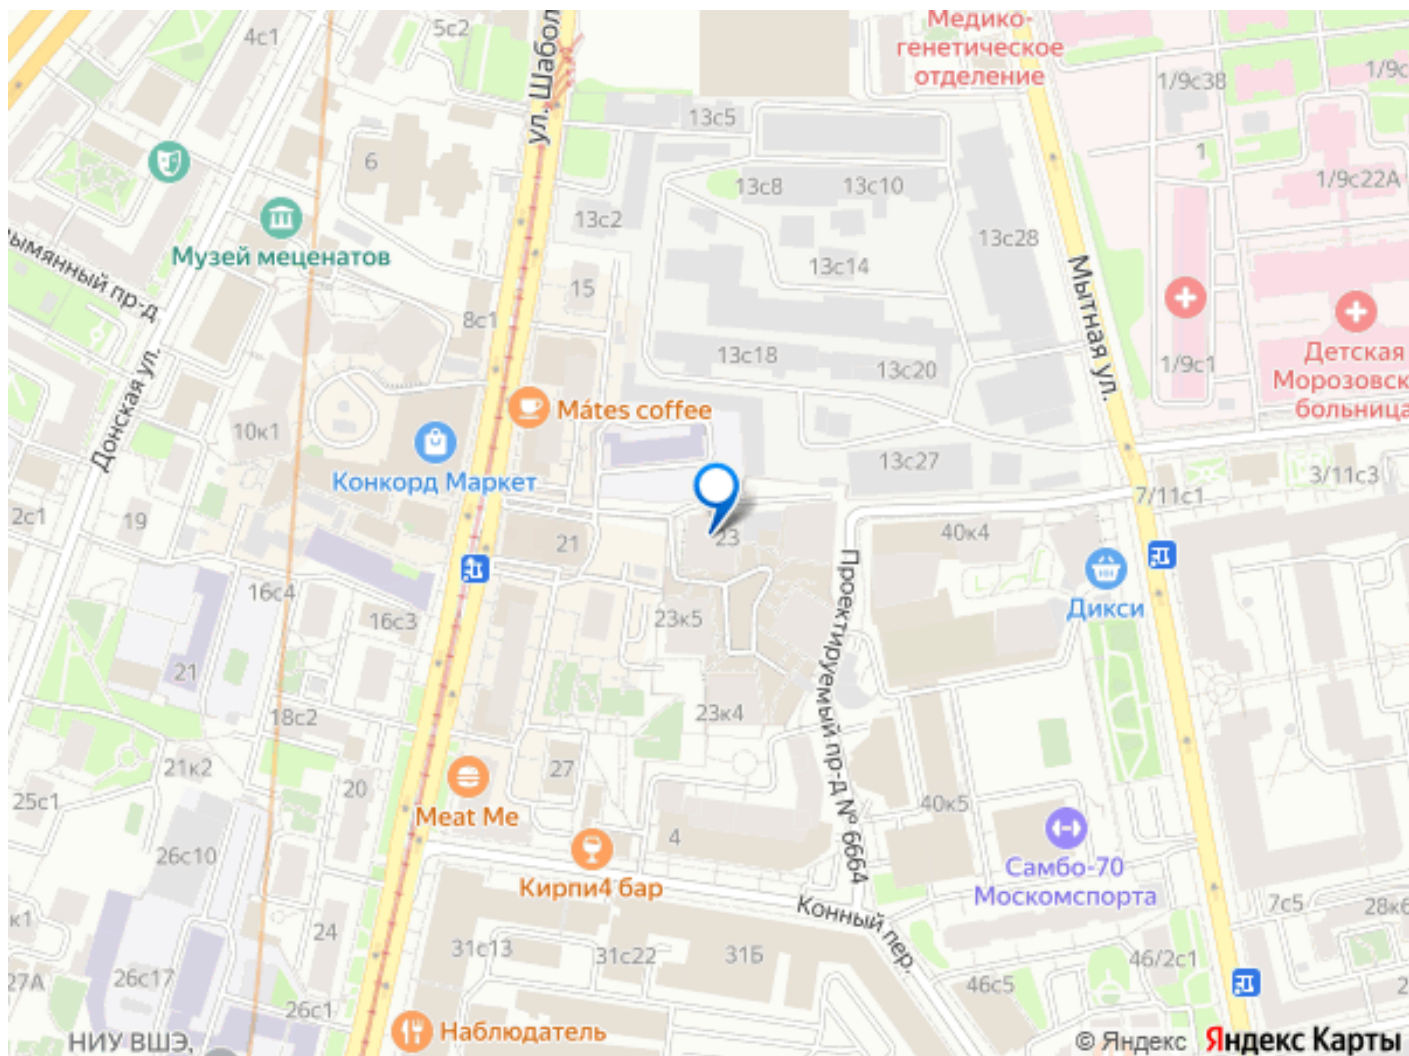 4с1
5с2
ул. Шабол
Медико-
генетическое
отделение
1/9с38
1/9с
13с5
6
1
1/9с22А
13с8
13с10
13с2
13с28
Музей меценатов
ымянный пр-д
13с14
15
Мытная ул.
8с1
13с18
13с20
1/9с1
Детская
Морозовск
больница
Донская ул.
Mátes coffee
10к1
Конкорд Маркет
13с27
3/11с3
7/11с1
2с1
19
21
23
40к4
16с4
Дикси
16с3
23к5
Проектируемый пр-д № 6664
21
23к4
18с2
21к2
27
20
25с1
Meat Me
40к5
4
26с10
Кирпи4 бар
Самбо-70
Москомспорта
к1
Конный пер.
7с5
28к6
24
31с13
31с22
31Б
27А
26с17
46/2с1
46с5
2
26с1
Наблюдатель
НИУ ВШЭ,
© Яндекс Яндекс Карты